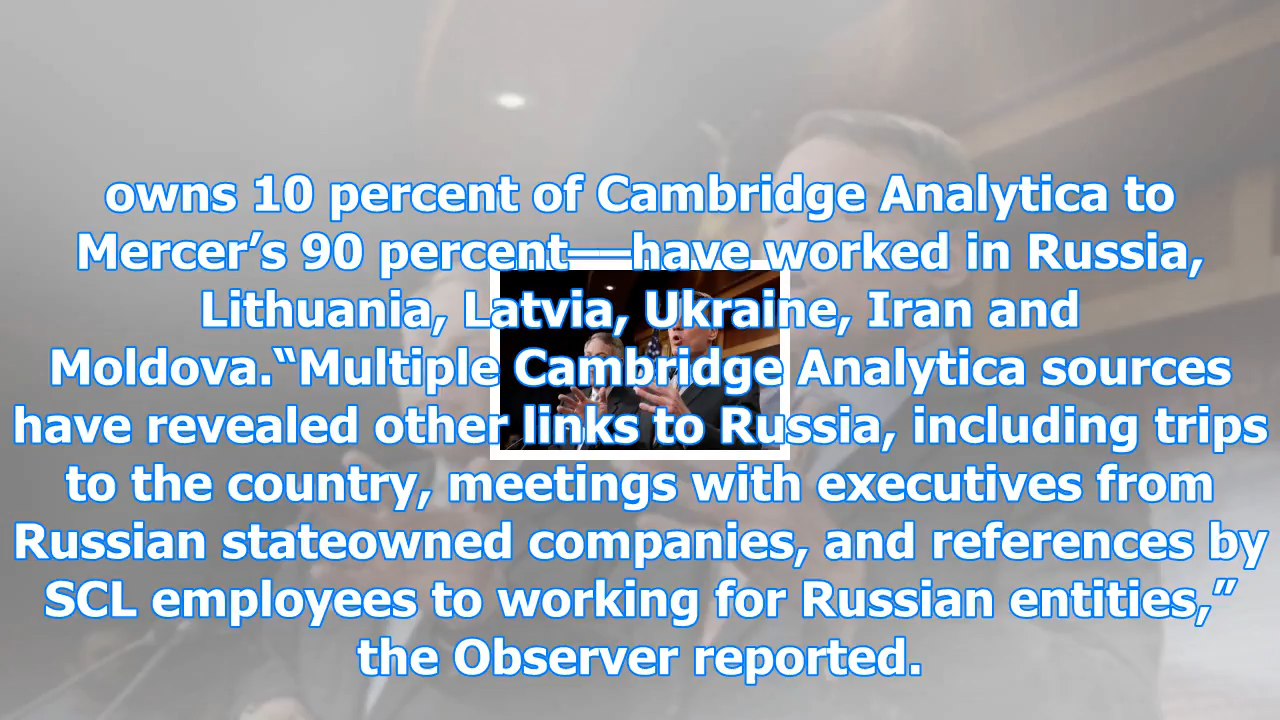 owns 10 percent of Cambridge Analytica to
Mercer’s 90 percent—–have worked in Russia,
Lithuania, Latvia, Ukraine, Iran and
Moldova.“Multiple Cambridge Analytica sources
have revealed other links to Russia, including trips
to the country, meetings with executives from
Russian stateowned companies, and references by
SCL employees to working for Russian entities,”
the Observer reported.